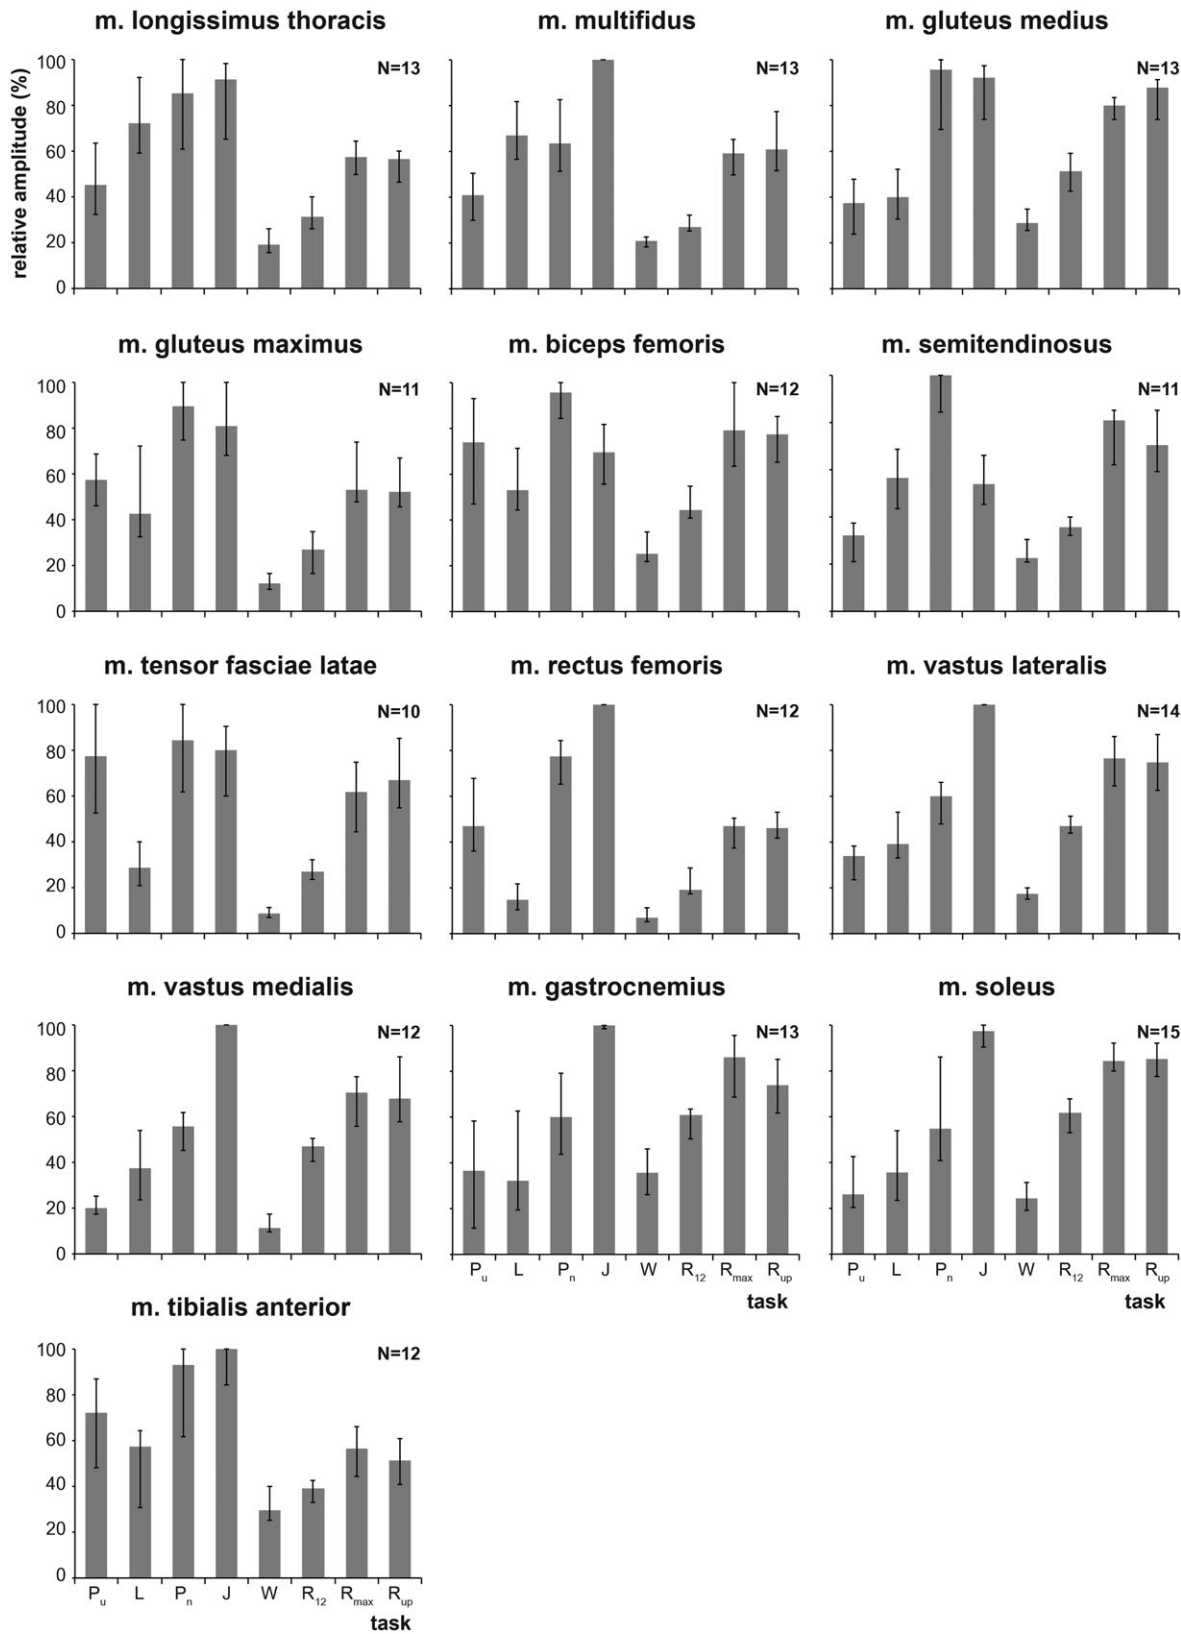 m. longissimus thoracis
m. multifidus
m. gluteus medius
relative amplitude (%)
100
80
60
40
20
0
N=13
N=13
N=13
m. gluteus maximus
m. biceps femoris
m. semitendinosus
100
80
60
40
20
0
N=11
N=12
N=11
m. tensor fasciae latae
m. rectus femoris
m. vastus lateralis
100
80
60
40
20
0
N=10
N=12
N=14
m. vastus medialis
m. gastrocnemius
m. soleus
100
80
60
40
20
0
N=12
N=13
N=15
Pu L Pn J W R12 Rmax Rup
task
Pu L Pn J W R12 Rmax Rup
task
m. tibialis anterior
100
80
60
40
20
0
N=12
Pu L Pn J W R12 Rmax Rup
task